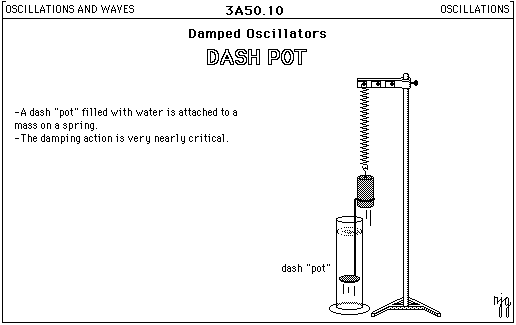 OSCILLATIONS AND WAVES
3A50.10
OSCILLATIONS
Damped Oscillators
DASH POT
-A dash "pot" filled with water is attached to a
mass on a spring.
-The damping action is very nearly critical.
dash "pot"